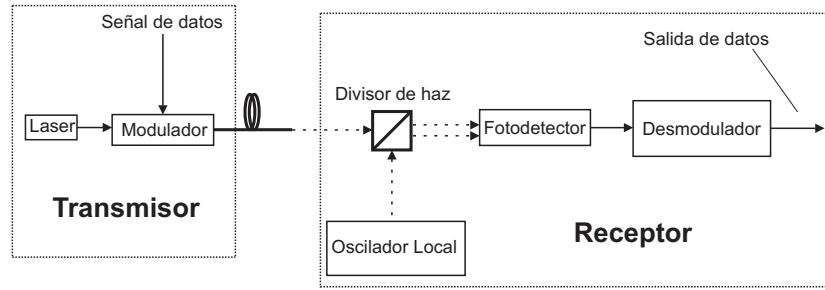 Señal de datos
Laser
Modulador
Transmisor
Divisor de haz
Fotodetector
Desmodulador
Salida de datos
Oscilador Local
Receptor